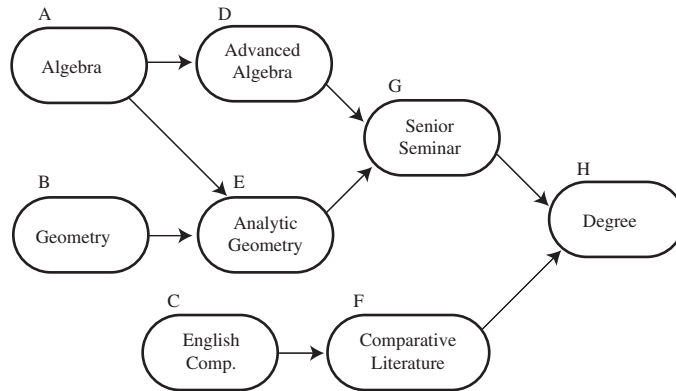 A
Algebra
D
Advanced
Algebra
G
Senior
Seminar
B
Geometry
E
Analytic
Geometry
H
Degree
C
English
Comp.
F
Comparative
Literature